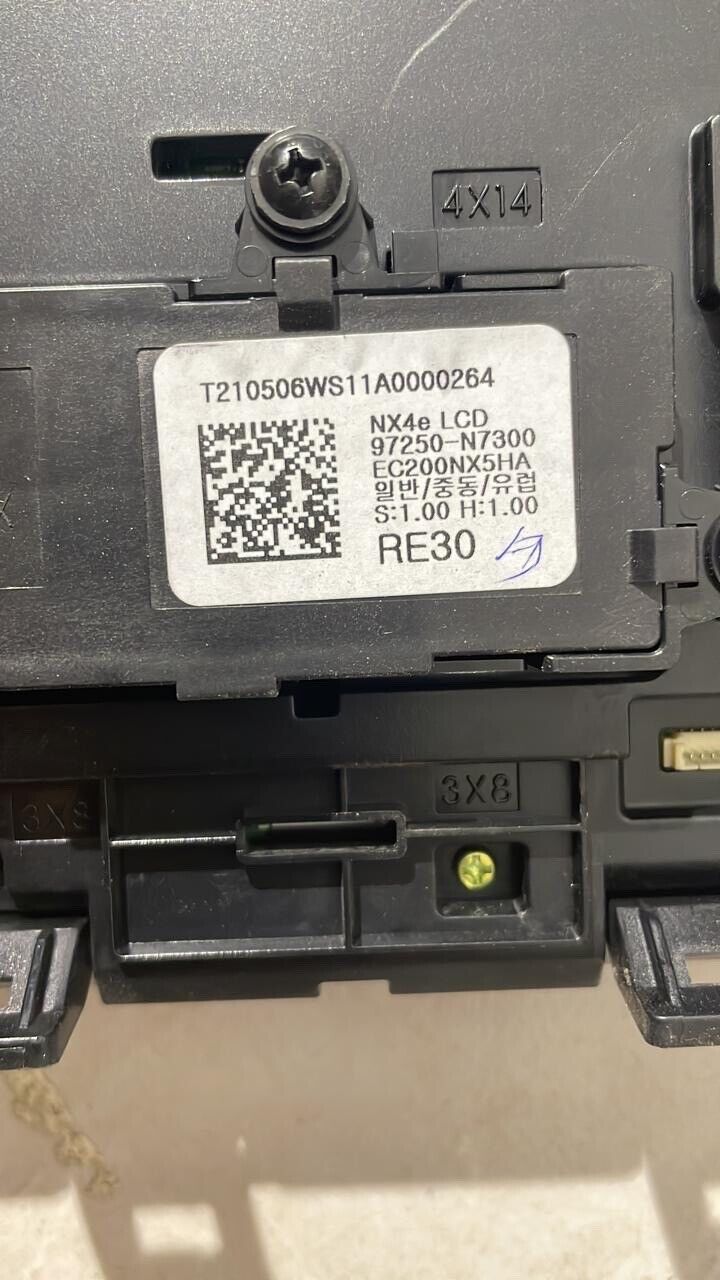 4X14
T210506WS11A0000264
NX4e LCD
97250-N7300
EC200NX5HA
일반/중동/유럽
S:1.00 H:1.00
RE30
3X8
3X8